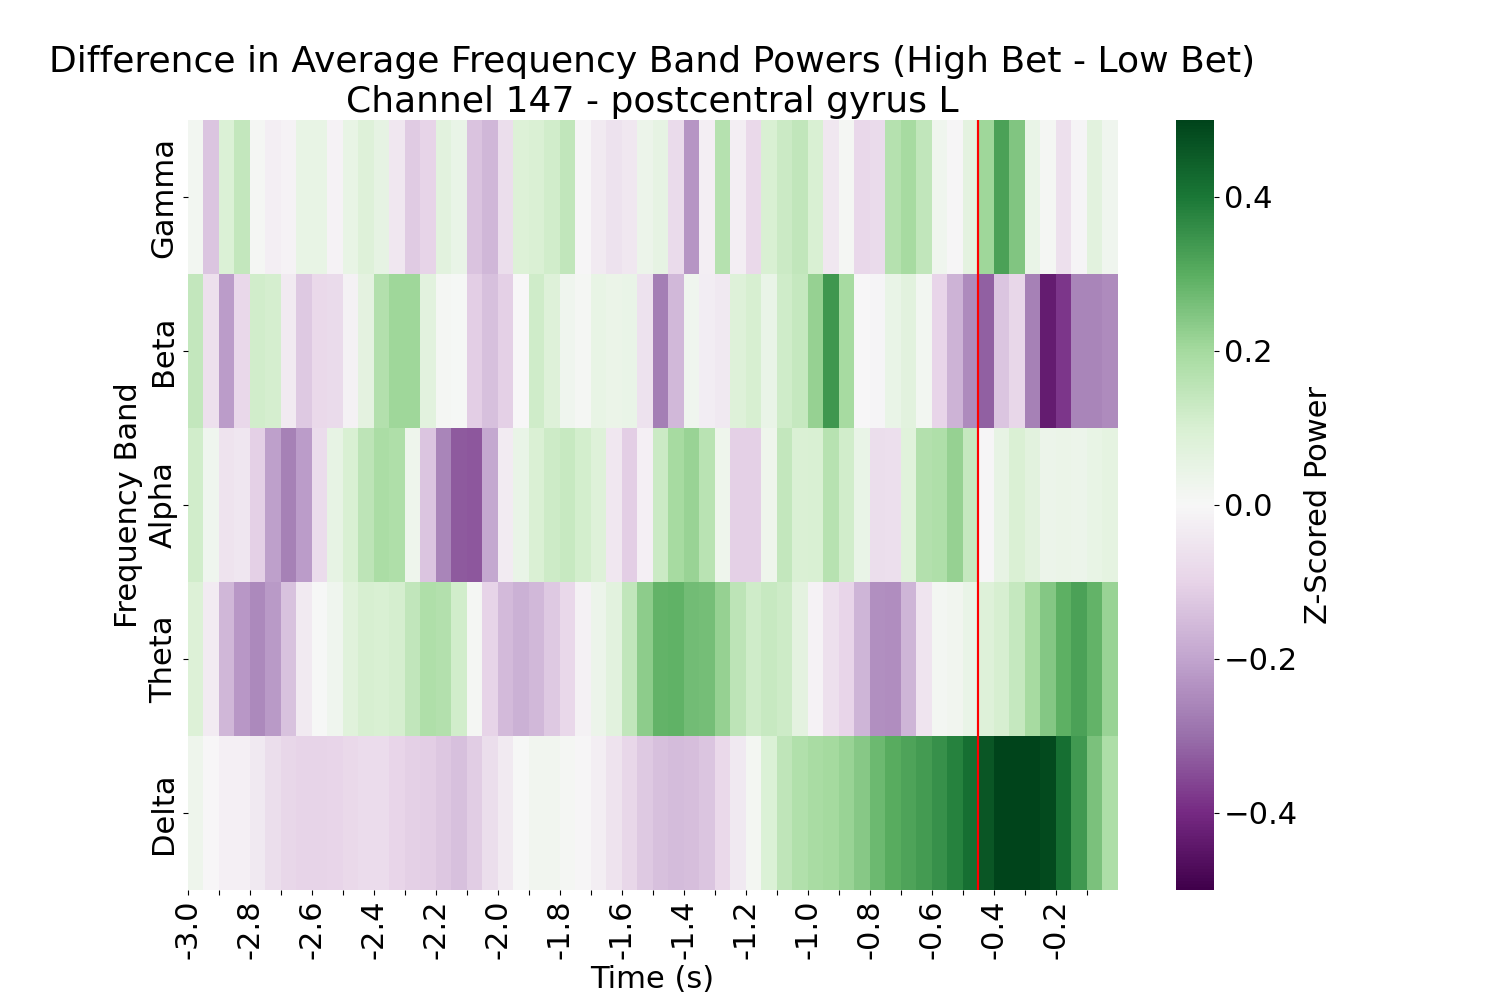 Difference in Average Frequency Band Powers (High Bet - Low Bet)
Channel 147 - postcentral gyrus L
Frequency Band
Gamma
Beta
Alpha
Theta
Delta
-3.0 -2.8 -2.6 -2.4 -2.2 -2.0 -1.8 -1.6 -1.4 -1.2 -1.0 -0.8 -0.6 -0.4 -0.2
Time (s)
0.4
0.2
0.0
−0.2
−0.4
Z-Scored Power